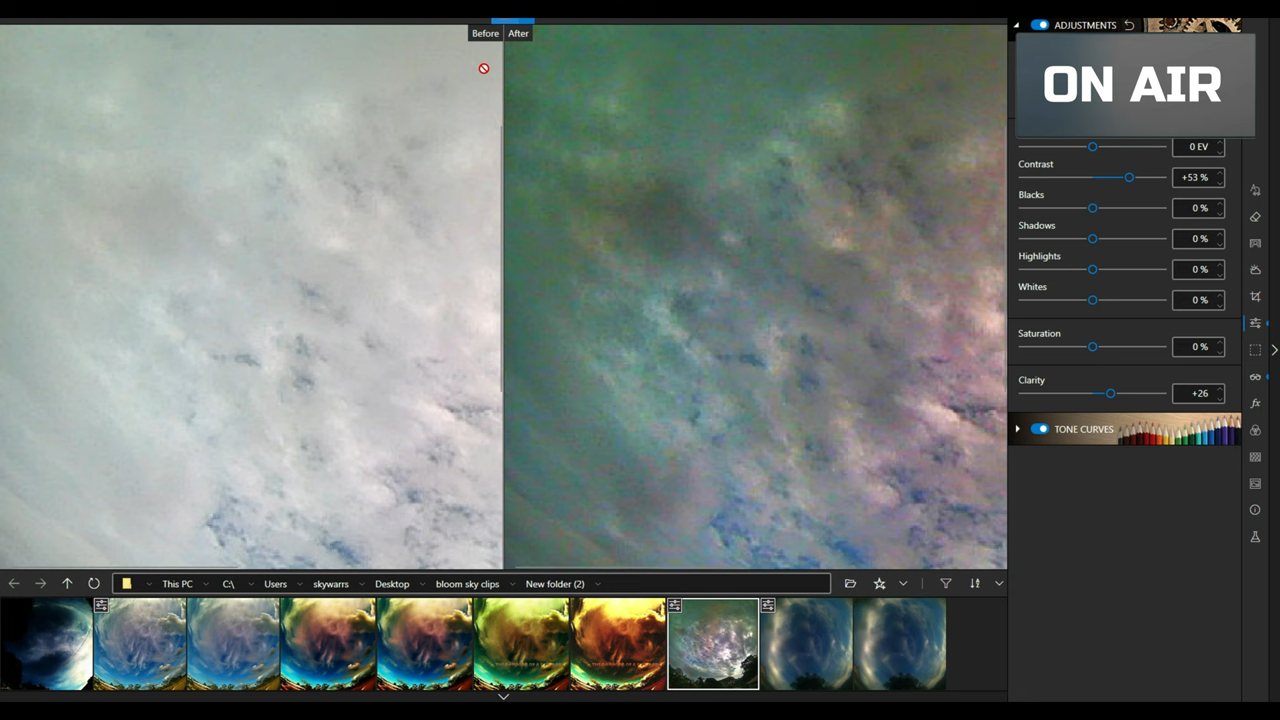 Before
After
ADJUSTMENTS
ON AIR
0 EV
Contrast
+53 %
Blacks
0 %
Shadows
0 %
Highlights
0 %
Whites
0 %
Saturation
0 %
Clarity
+26
TONE CURVES
This PC
C:\
Users
skywarrs
Desktop
bloom sky clips
New folder (2)